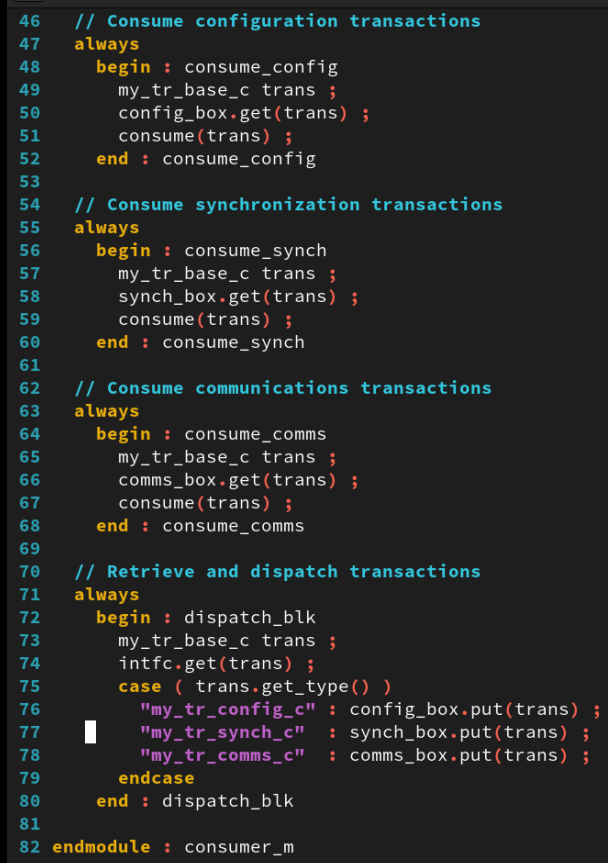 46 // Consume configuration transactions
47 always
48 begin : consume_config
49 my_tr_base_c trans ;
50 config_box.get(trans) ;
51 consume(trans) ;
52 end : consume_config
53
54 // Consume synchronization transactions
55 always
56 begin : consume_synch
57 my_tr_base_c trans ;
58 synch_box.get(trans) ;
59 consume(trans) ;
60 end : consume_synch
61
62 // Consume communications transactions
63 always
64 begin : consume_comms
65 my_tr_base_c trans ;
66 comms_box.get(trans) ;
67 consume(trans) ;
68 end : consume_comms
69
70 // Retrieve and dispatch transactions
71 always
72 begin : dispatch_blk
73 my_tr_base_c trans ;
74 intfc.get(trans) ;
75 case ( trans.get_type() )
76 "my_tr_config_c" : config_box.put(trans) ;
77 "my_tr_synch_c" : synch_box.put(trans) ;
78 "my_tr_comms_c" : comms_box.put(trans) ;
79 endcase
80 end : dispatch_blk
81
82 endmodule : consumer_m